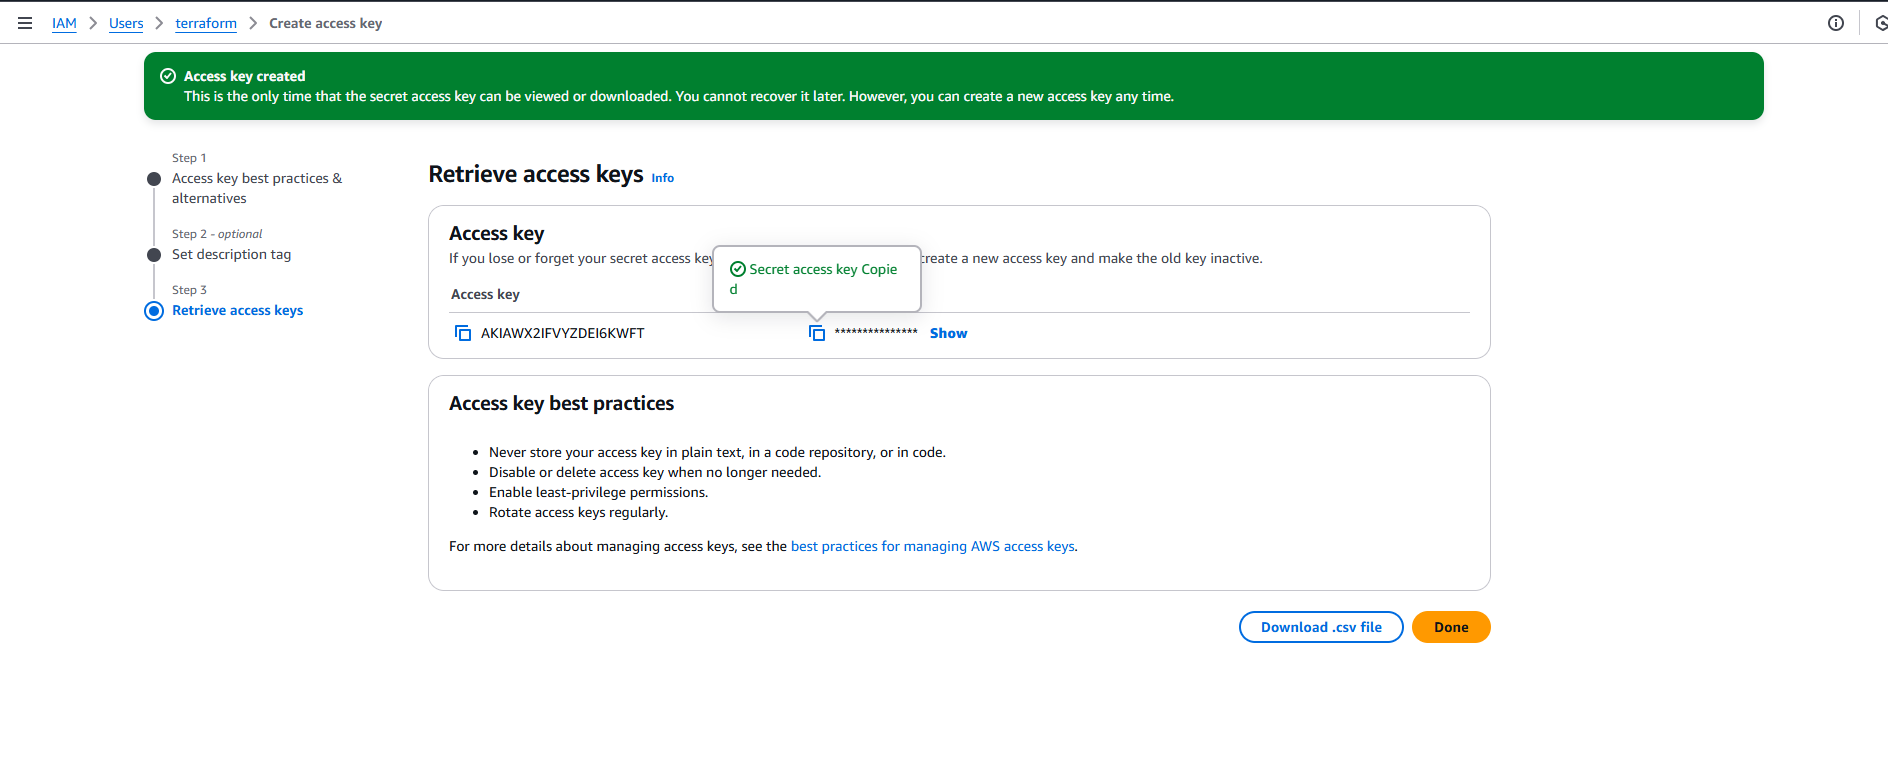 IAM > Users > terraform > Create access key
Access key created
This is the only time that the secret access key can be viewed or downloaded. You cannot recover it later. However, you can create a new access key any time.
Step 1
Access key best practices &
alternatives
Step 2 - optional
Set description tag
Step 3
Retrieve access keys
Retrieve access keys Info
Access key
If you lose or forget your secret access key
create a new access key and make the old key inactive.
Secret access key Copie
d
Access key
AKIAWX2IFVYZDEI6KWFT
*************** Show
Access key best practices
• Never store your access key in plain text, in a code repository, or in code.
• Disable or delete access key when no longer needed.
• Enable least-privilege permissions.
• Rotate access keys regularly.
For more details about managing access keys, see the best practices for managing AWS access keys.
Download .csv file
Done